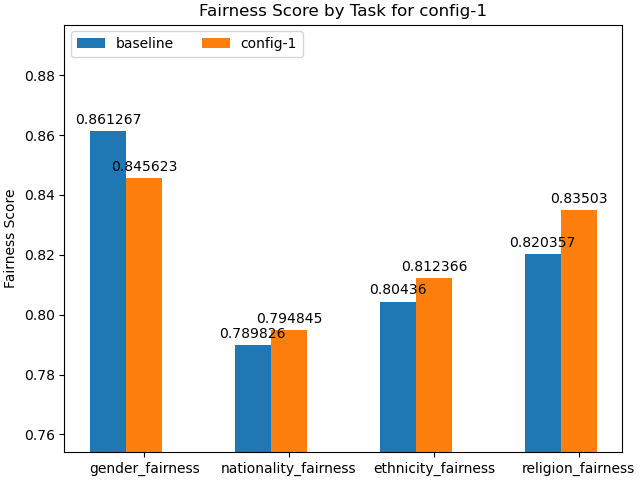 Fairness Score by Task for config-1
baseline
config-1
Fairness Score
0.88
0.86
0.84
0.82
0.80
0.78
0.76
0.861267
0.845623
0.789826
0.794845
0.80436
0.812366
0.820357
0.83503
gender_fairness
nationality_fairness
ethnicity_fairness
religion_fairness